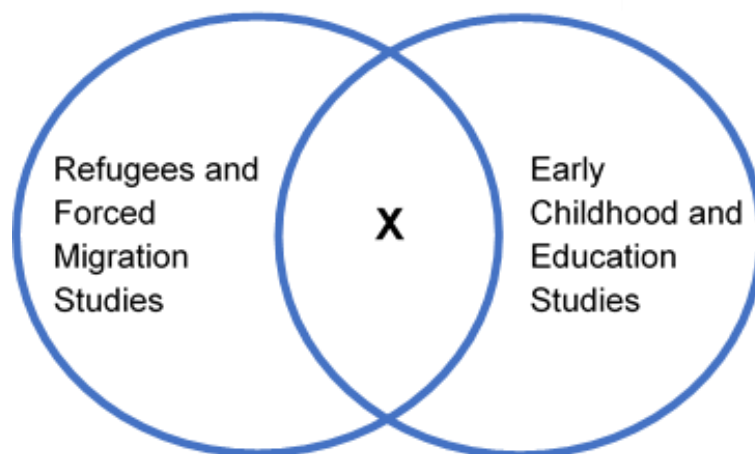 Refugees and
Forced
Migration
Studies
X
Early
Childhood and
Education
Studies